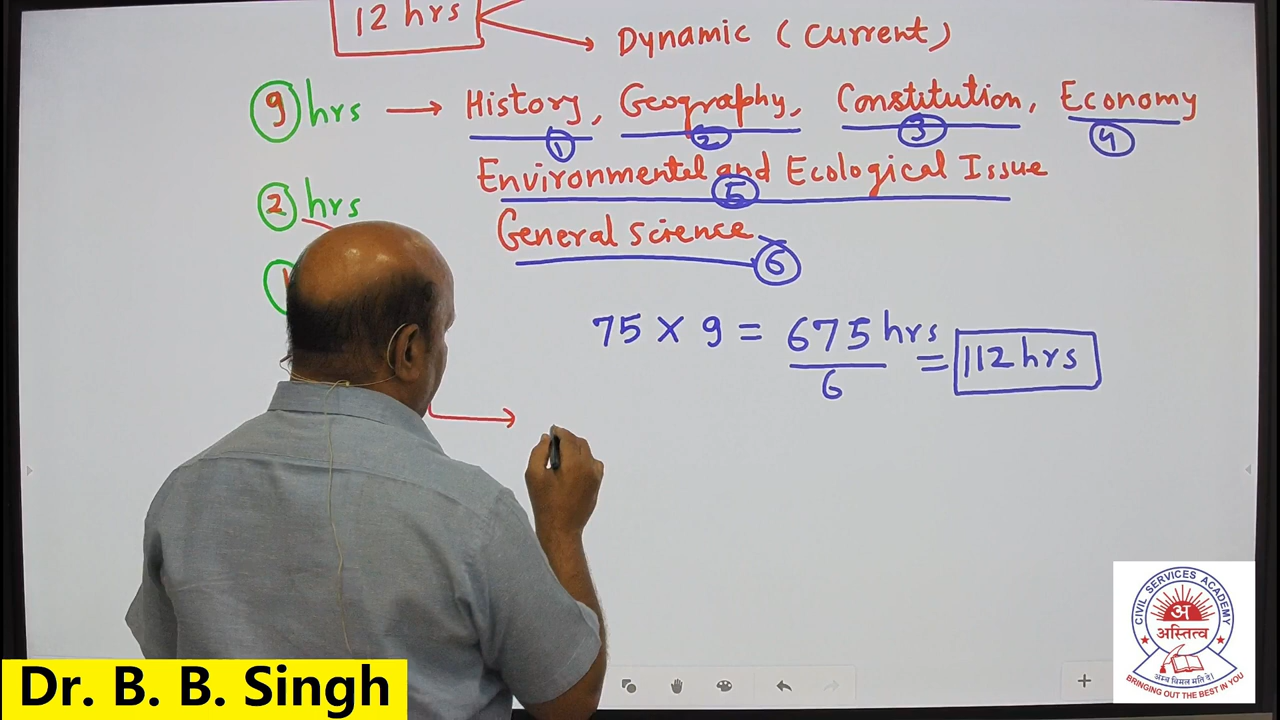 12 hrs
Dynamic (Current)
9 hrs → History, Geography, Constitution, Economy
1 2 3 4
Environmental and Ecological Issue
5
2 hrs
General science
6
1
75 × 9 = 675 hrs = 112 hrs
6
CIVIL SERVICES ACADEMY
अ
अस्तित्व
BRINGING OUT THE BEST IN YOU
Dr. B. B. Singh